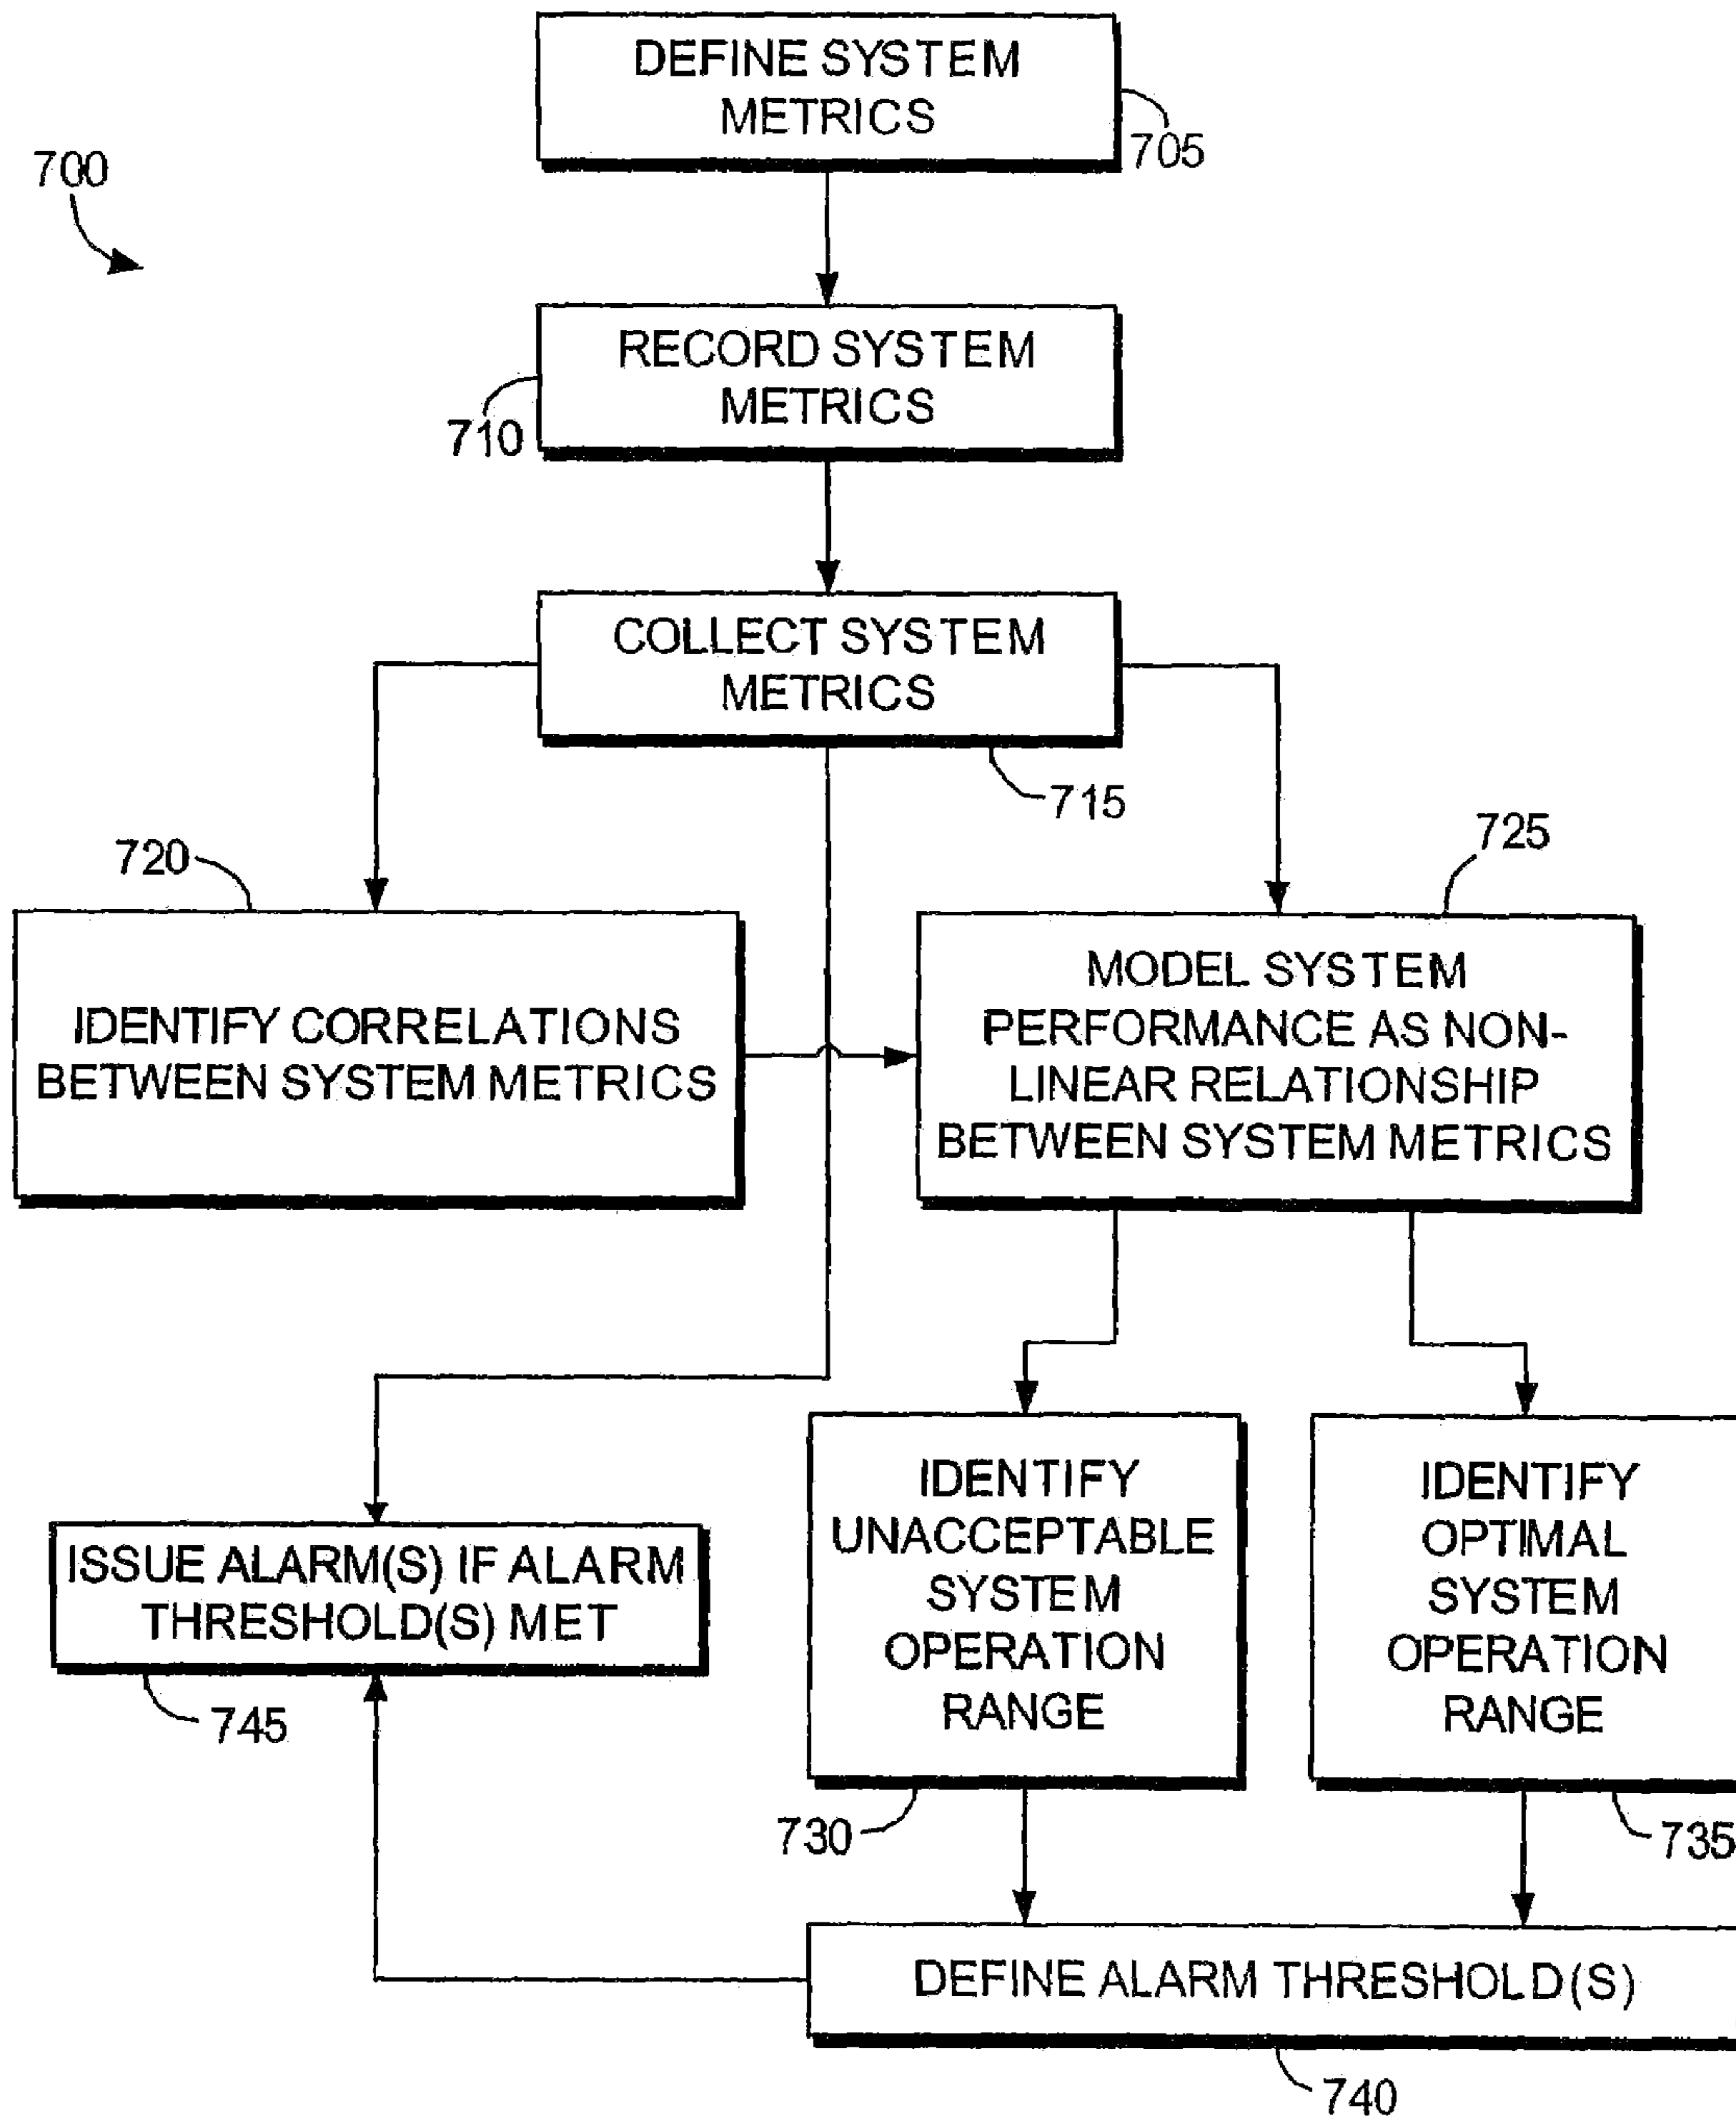 DEFINE SYSTEM
METRICS
705
700
RECORD SYSTEM
METRICS
710
COLLECT SYSTEM
METRICS
715
720
725
IDENTIFY CORRELATIONS
BETWEEN SYSTEM METRICS
MODEL SYSTEM
PERFORMANCE AS NON-
LINEAR RELATIONSHIP
BETWEEN SYSTEM METRICS
ISSUE ALARM(S) IF ALARM
THRESHOLD(S) MET
745
IDENTIFY
UNACCEPTABLE
SYSTEM
OPERATION
RANGE
730
IDENTIFY
OPTIMAL
SYSTEM
OPERATION
RANGE
735
DEFINE ALARM THRESHOLD(S)
740